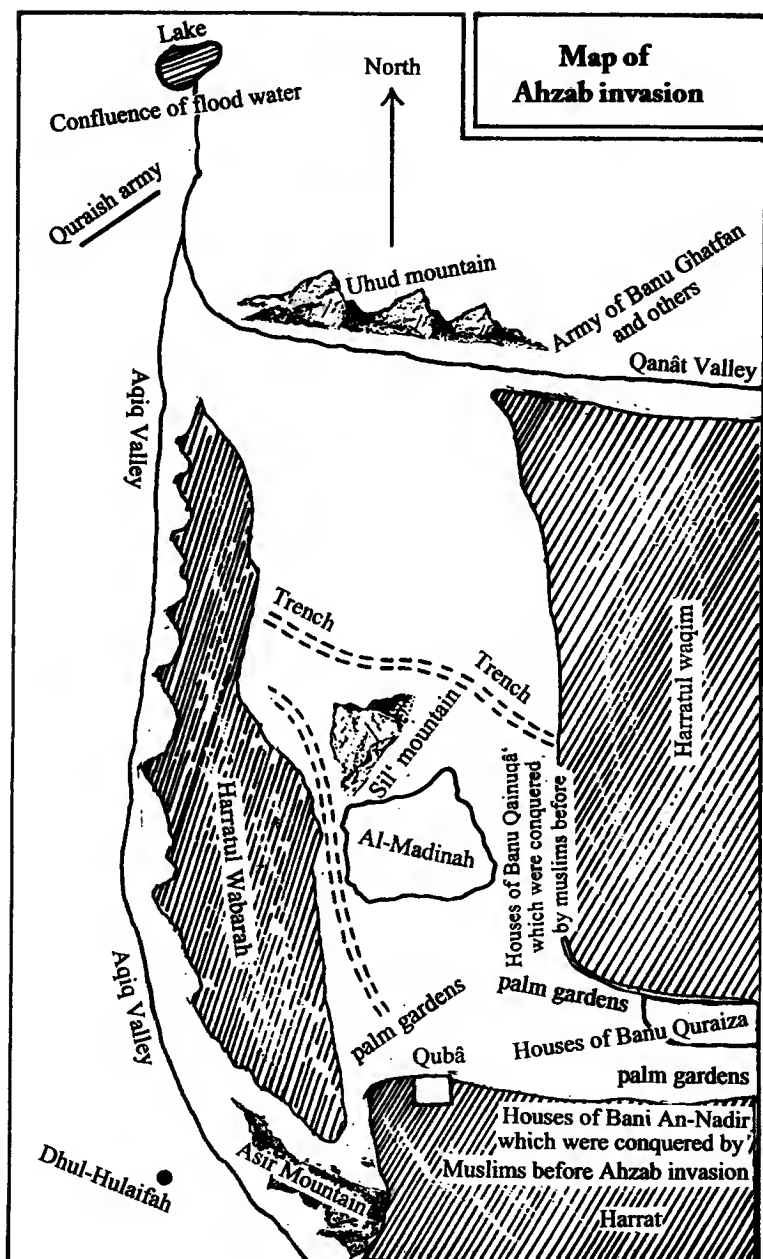 Map of
Ahzab invasion
Lake
North
Confluence of flood water
Quraish army
Uhud mountain
Army of Banu Ghatfan
and others
Qanât Valley
Aqiq Valley
Trench
Trench
Sil‘ mountain
Harratul waqim
Harratul Wabarah
Al-Madinah
Houses of Banu Qainuqâ‘
which were conquered
by muslims before
Aqiq Valley
palm gardens
palm gardens
Houses of Banu Quraiza
Qubâ
palm gardens
Houses of Bani An-Nadir
which were conquered by
Muslims before Ahzab invasion
Dhul-Hulaifah
Asir Mountain
Harrat